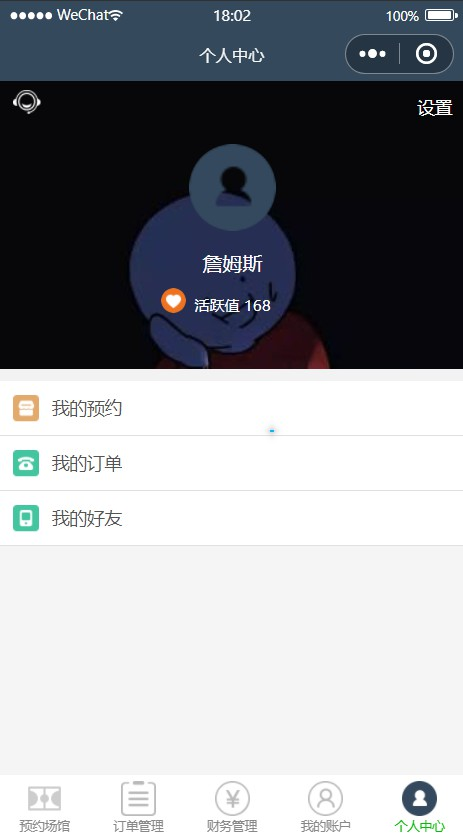 WeChat 18:02 100%
个人中心
设置
詹姆斯
活跃值 168
我的预约
我的订单
我的好友
预约场馆 订单管理 财务管理 我的账户 个人中心